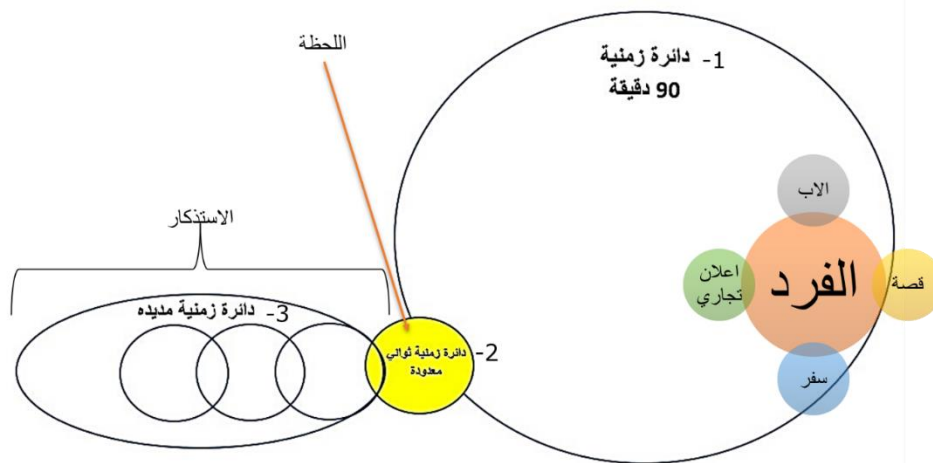 اللحظة
1- دائرة زمنية
90 دقيقة
الاب
الاستذكار
الفرد
اعلان
تجاري
قصة
3- دائرة زمنية مديده
2-
دائرة زمنية ثواني
معدودة
سفر